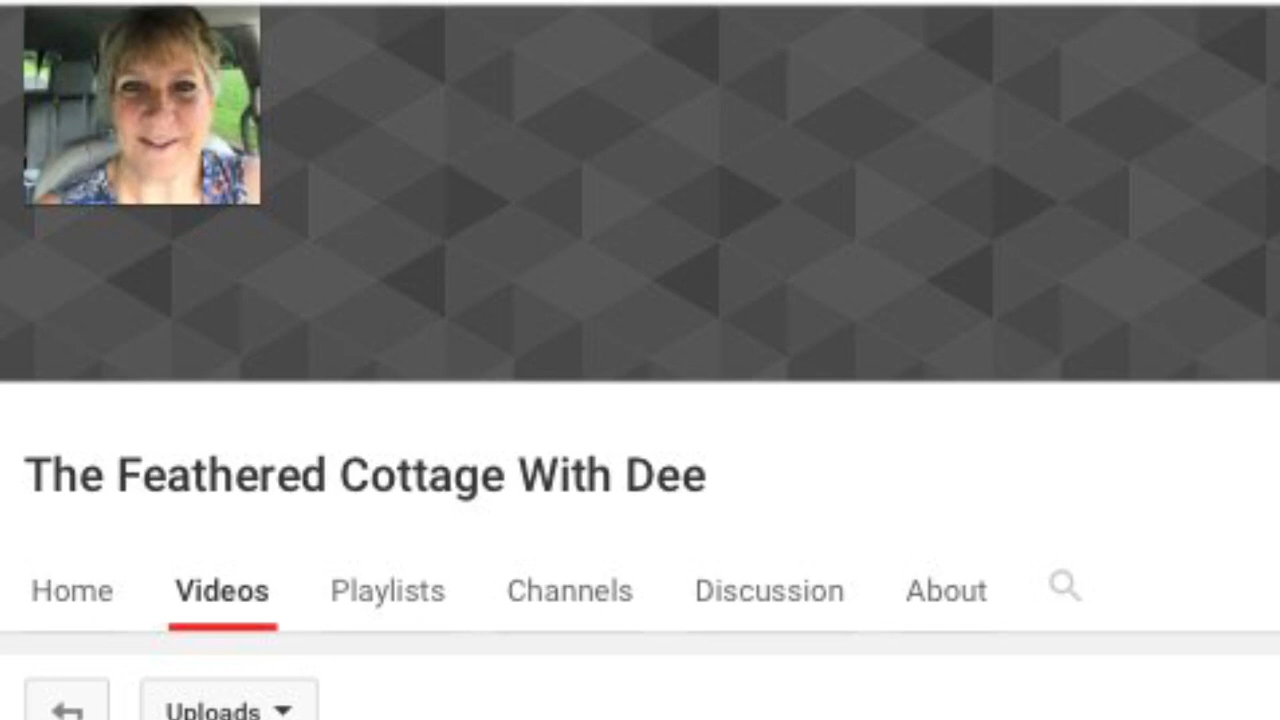 The Feathered Cottage With Dee
Home Videos Playlists Channels Discussion About
Uploads